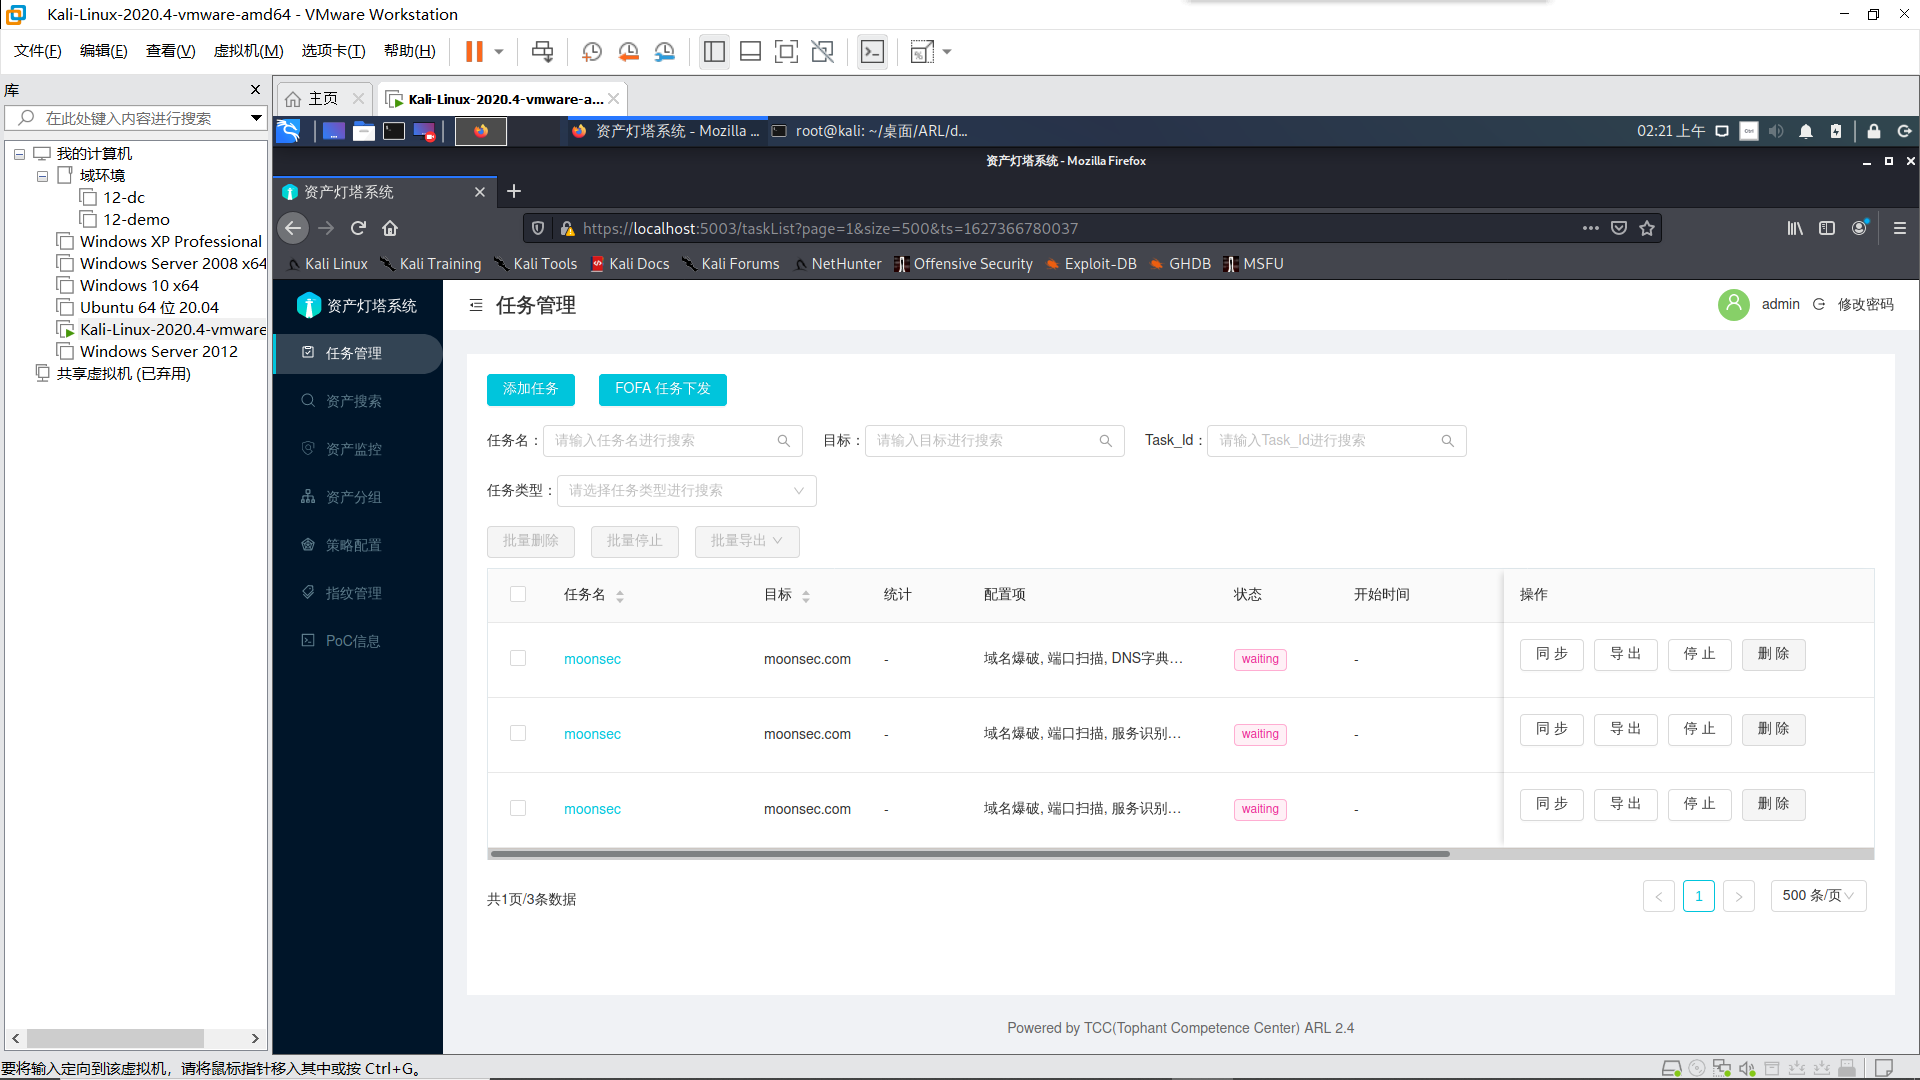 Kali-Linux-2020.4-vmware-amd64 - VMware Workstation
文件(F) 编辑(E) 查看(V) 虚拟机(M) 选项卡(T) 帮助(H)
库
在此处键入内容进行搜索
我的计算机
域环境
12-dc
12-demo
Windows XP Professional
Windows Server 2008 x64
Windows 10 x64
Ubuntu 64 位 20.04
Kali-Linux-2020.4-vmware
Windows Server 2012
共享虚拟机 (已弃用)
主页 Kali-Linux-2020.4-vmware-a...
资产灯塔系统 - Mozilla ... root@kali: ~/桌面/ARL/d... 02:21 上午
资产灯塔系统 - Mozilla Firefox
资产灯塔系统
https://localhost:5003/taskList?page=1&size=500&ts=1627366780037
Kali Linux Kali Training Kali Tools Kali Docs Kali Forums NetHunter Offensive Security Exploit-DB GHDB MSFU
资产灯塔系统
任务管理
资产搜索
资产监控
资产分组
策略配置
指纹管理
PoC信息
任务管理 admin 修改密码
添加任务 FOFA 任务下发
任务名： 请输入任务名进行搜索 目标： 请输入目标进行搜索 Task_Id： 请输入Task_Id进行搜索
任务类型： 请选择任务类型进行搜索
批量删除 批量停止 批量导出
任务名 目标 统计 配置项 状态 开始时间 操作
moonsec moonsec.com - 域名爆破, 端口扫描, DNS字典... waiting - 同 步 导 出 停 止 删 除
moonsec moonsec.com - 域名爆破, 端口扫描, 服务识别... waiting - 同 步 导 出 停 止 删 除
moonsec moonsec.com - 域名爆破, 端口扫描, 服务识别... waiting - 同 步 导 出 停 止 删 除
共1页/3条数据 1 500 条/页
Powered by TCC(Tophant Competence Center) ARL 2.4
要将输入定向到该虚拟机，请将鼠标指针移入其中或按 Ctrl+G。